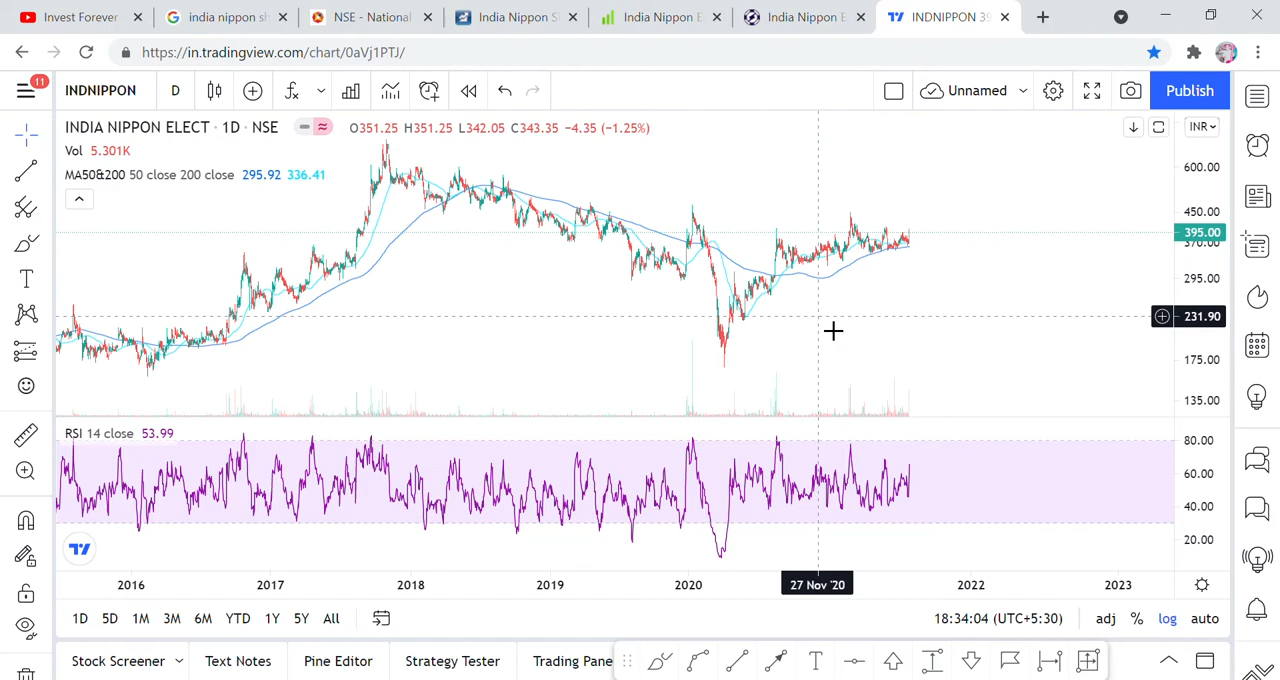 Invest Forever
india nippon sh
NSE - National
India Nippon S
India Nippon E
India Nippon E
INDNIPPON 39
https://in.tradingview.com/chart/0aVj1PTJ/
11
INDNIPPON
D
Unnamed
Publish
INDIA NIPPON ELECT · 1D · NSE
O351.25 H351.25 L342.05 C343.35 −4.35 (−1.25%)
INR
Vol 5.301K
MA50&200 50 close 200 close 295.92 336.41
600.00
450.00
395.00
370.00
295.00
231.90
175.00
135.00
RSI 14 close 53.99
80.00
60.00
40.00
20.00
2016
2017
2018
2019
2020
27 Nov '20
2022
2023
1D
5D
1M
3M
6M
YTD
1Y
5Y
All
18:34:04 (UTC+5:30)
adj
%
log
auto
Stock Screener
Text Notes
Pine Editor
Strategy Tester
Trading Pane
T